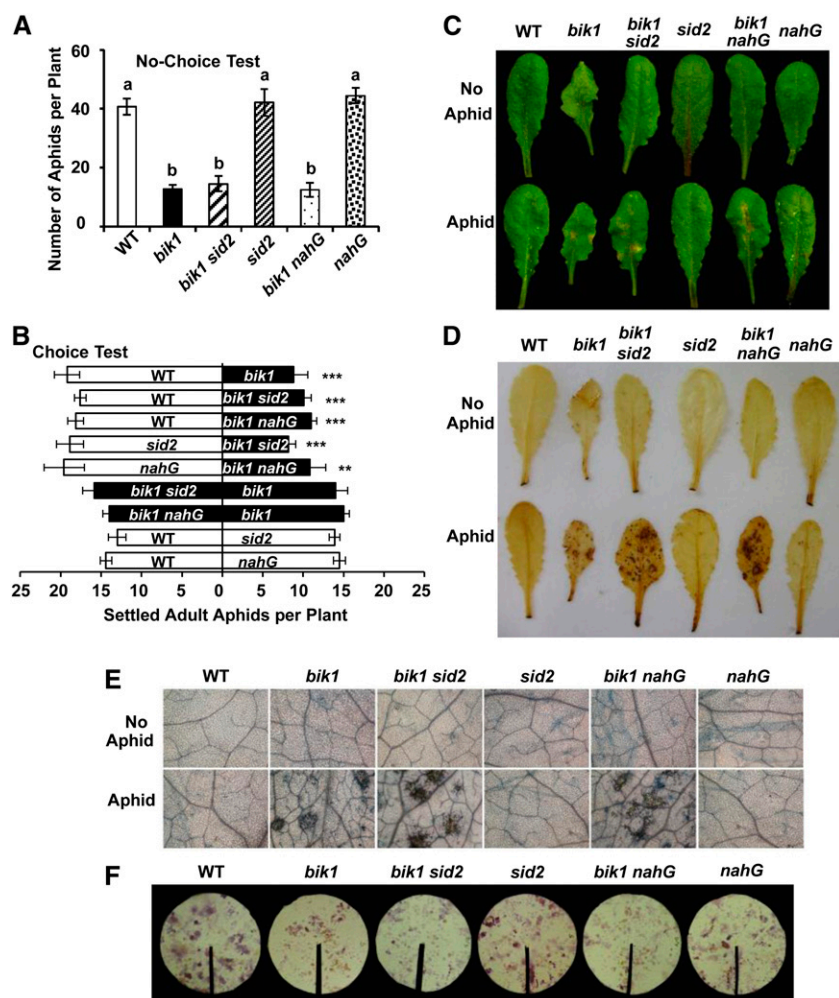 A
No-Choice Test
Number of Aphids per Plant
60
40
20
0
a
b
b
a
b
a
WT
bik1
bik1 sid2
sid2
bik1 nahG
nahG
B
Choice Test
WT bik1 ***
WT bik1 sid2 ***
WT bik1 nahG ***
sid2 bik1 sid2 ***
nahG bik1 nahG **
bik1 sid2 bik1
bik1 nahG bik1
WT sid2
WT nahG
25 20 15 10 5 0 5 10 15 20 25
Settled Adult Aphids per Plant
C
WT bik1 bik1 sid2 sid2 bik1 nahG nahG
No Aphid
Aphid
D
WT bik1 bik1 sid2 sid2 bik1 nahG nahG
No Aphid
Aphid
E
WT bik1 bik1 sid2 sid2 bik1 nahG nahG
No Aphid
Aphid
F
WT bik1 bik1 sid2 sid2 bik1 nahG nahG